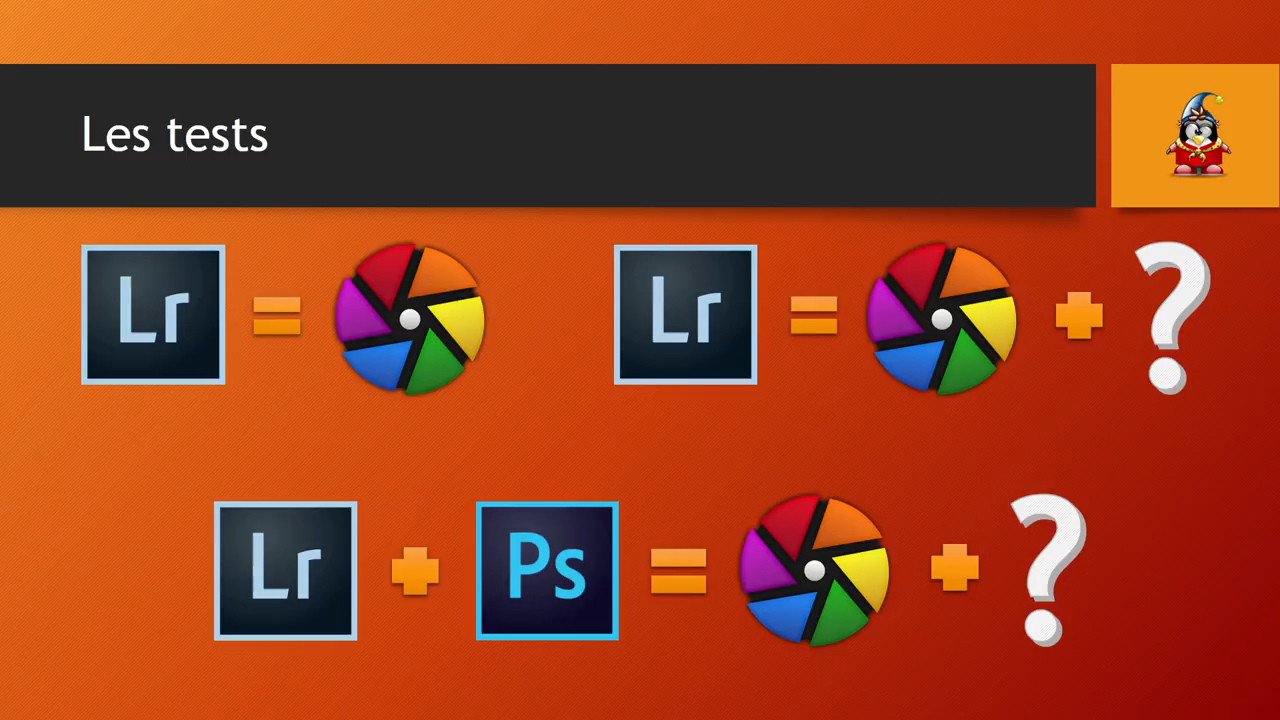 Les tests
Lr = Lr = + ?
Lr + Ps = + ?